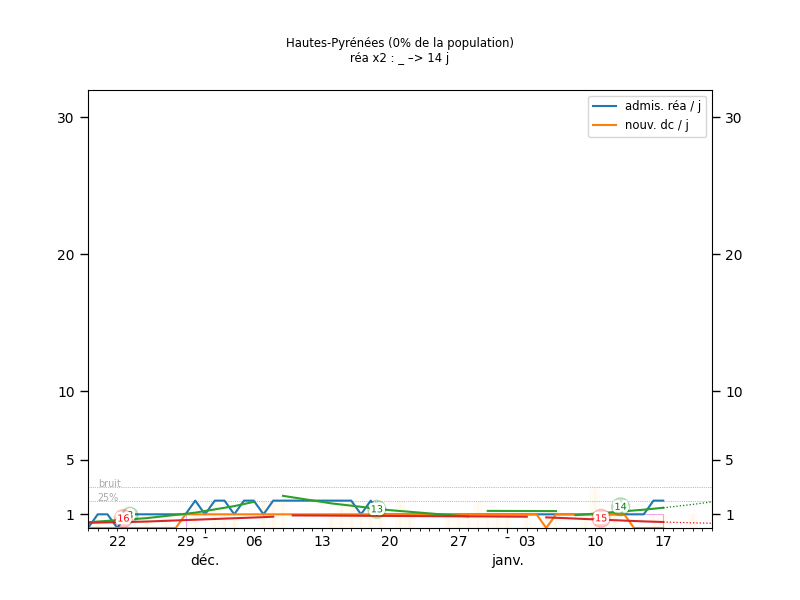 Hautes-Pyrénées (0% de la population)
réa x2 : _ –> 14 j
admis. réa / j
nouv. dc / j
30 30
20 20
10 10
5 5
bruit
25%
1 1
16 13 14 15
22 29 - 06 13 20 27 - 03 10 17
déc. janv.